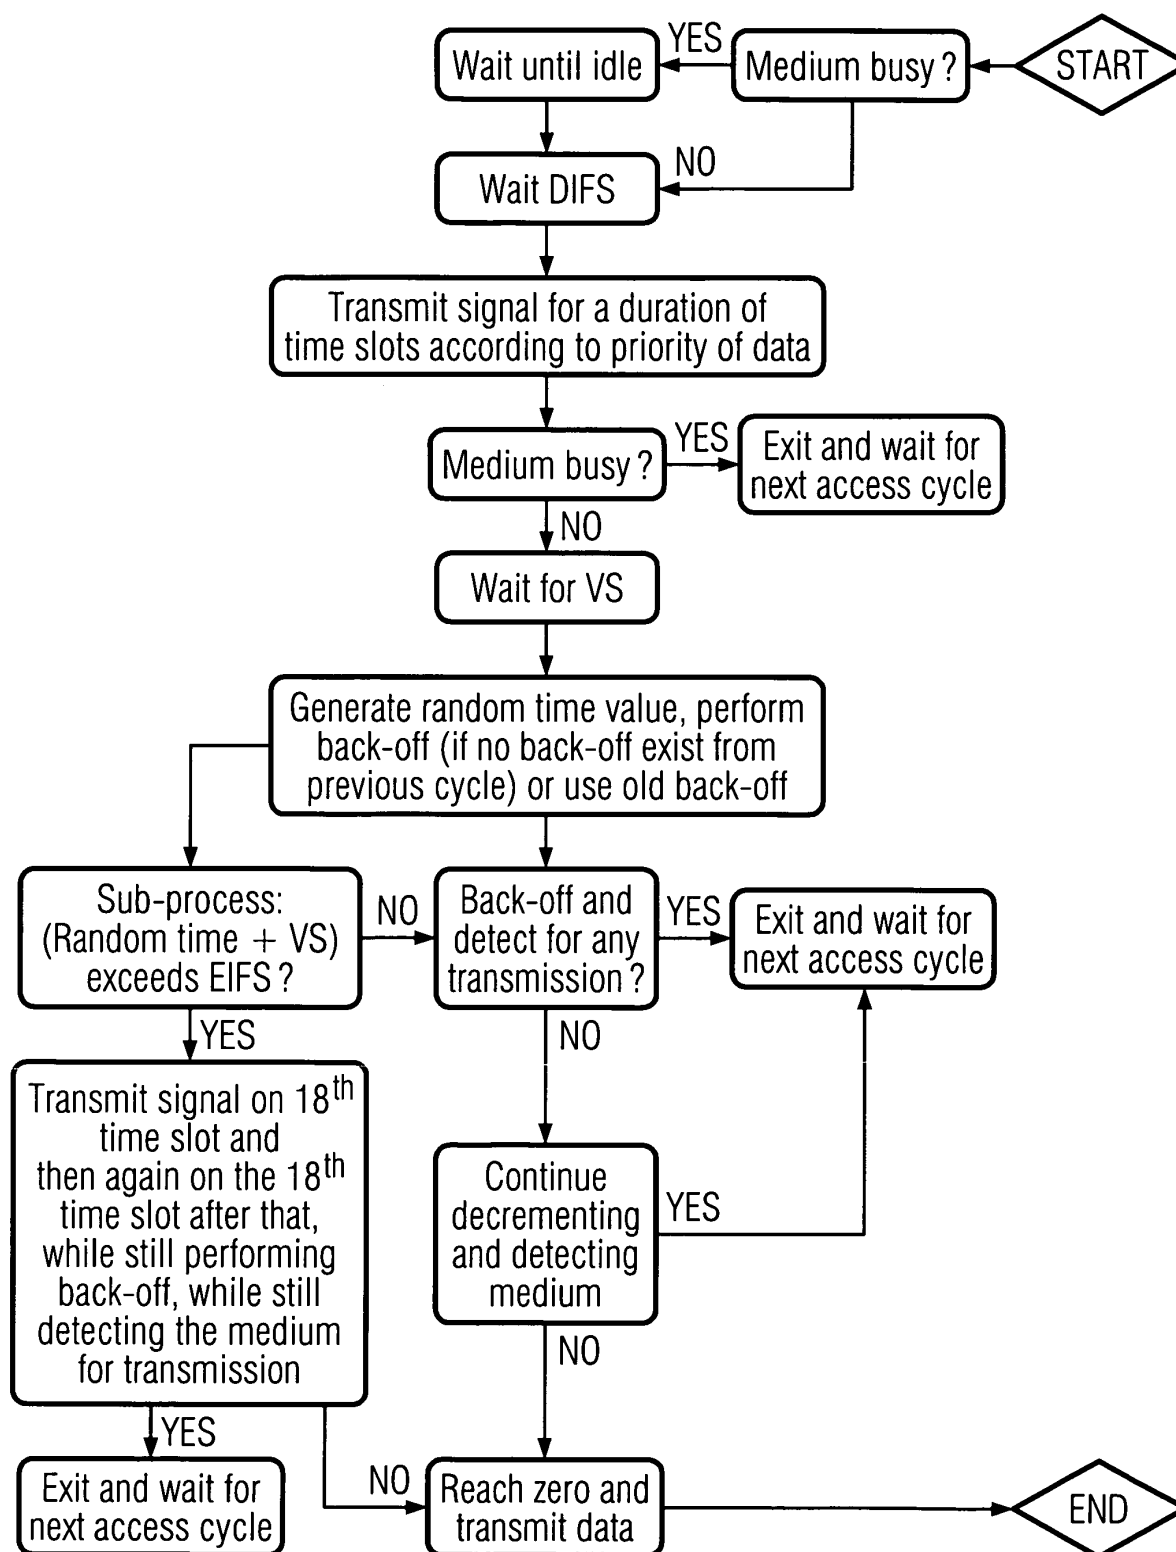 START
Medium busy ?
YES
Wait until idle
NO
Wait DIFS
Transmit signal for a duration of
time slots according to priority of data
Medium busy ?
YES
Exit and wait for
next access cycle
NO
Wait for VS
Generate random time value, perform
back-off (if no back-off exist from
previous cycle) or use old back-off
Sub-process:
(Random time + VS)
exceeds EIFS ?
NO
Back-off and
detect for any
transmission ?
YES
Exit and wait for
next access cycle
YES
NO
Transmit signal on 18th
time slot and
then again on the 18th
time slot after that,
while still performing
back-off, while still
detecting the medium
for transmission
Continue
decrementing
and detecting
medium
YES
NO
YES
Exit and wait for
next access cycle
NO
Reach zero and
transmit data
END